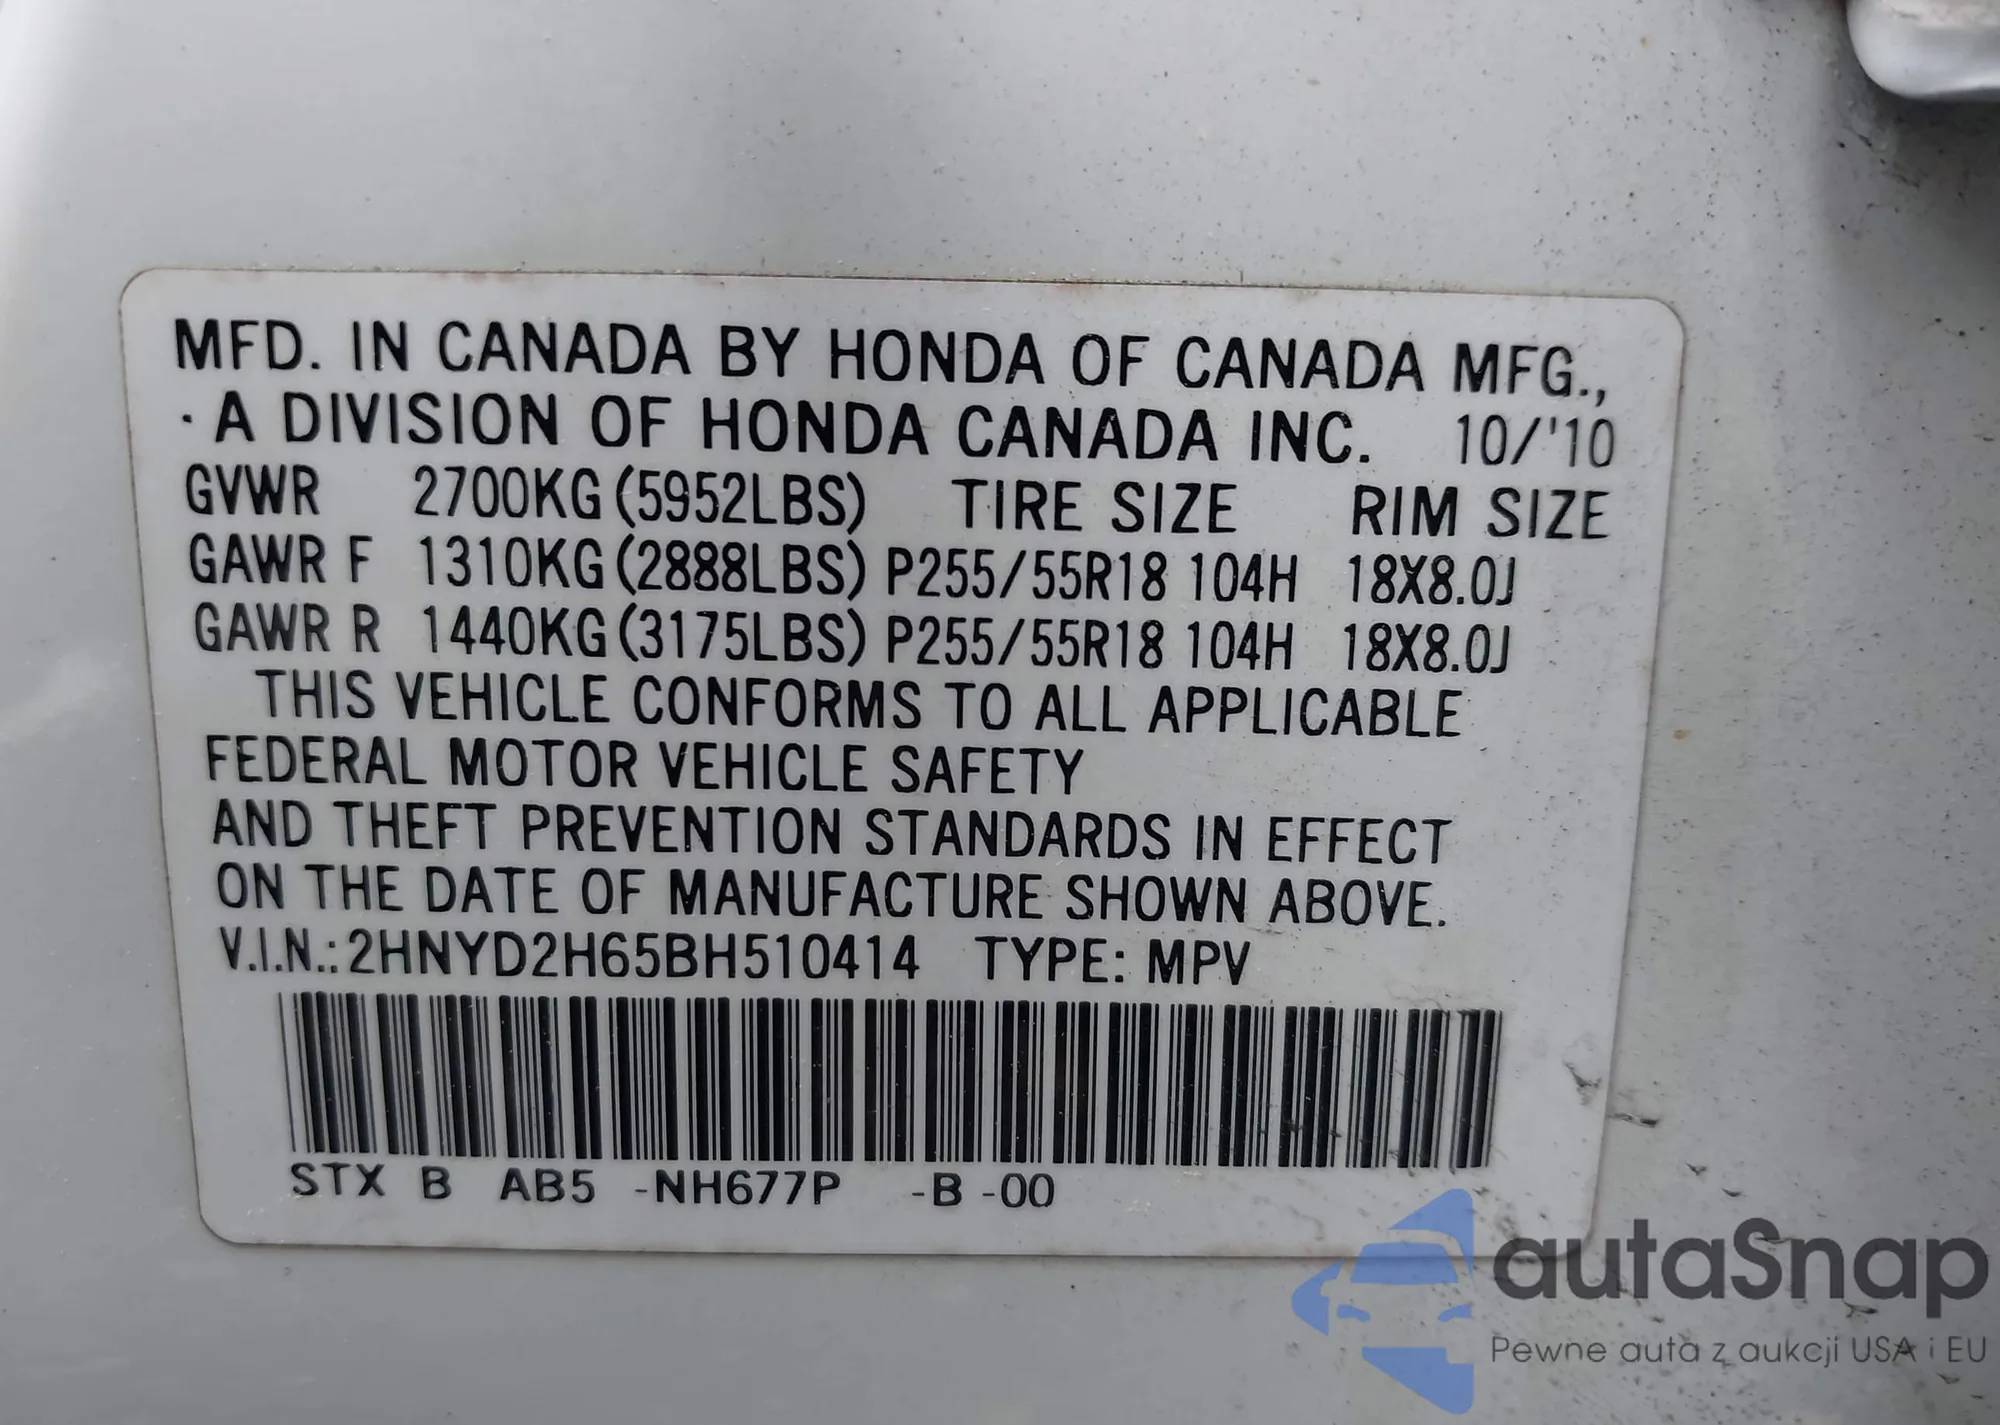 MFD. IN CANADA BY HONDA OF CANADA MFG.,
· A DIVISION OF HONDA CANADA INC. 10/'10
GVWR 2700KG (5952LBS) TIRE SIZE RIM SIZE
GAWR F 1310KG (2888LBS) P255/55R18 104H 18X8.0J
GAWR R 1440KG (3175LBS) P255/55R18 104H 18X8.0J
THIS VEHICLE CONFORMS TO ALL APPLICABLE
FEDERAL MOTOR VEHICLE SAFETY
AND THEFT PREVENTION STANDARDS IN EFFECT
ON THE DATE OF MANUFACTURE SHOWN ABOVE.
V.I.N.: 2HNYD2H65BH510414 TYPE: MPV
STX B AB5 -NH677P -B -00
autaSnap
Pewne auta z aukcji USA i EU